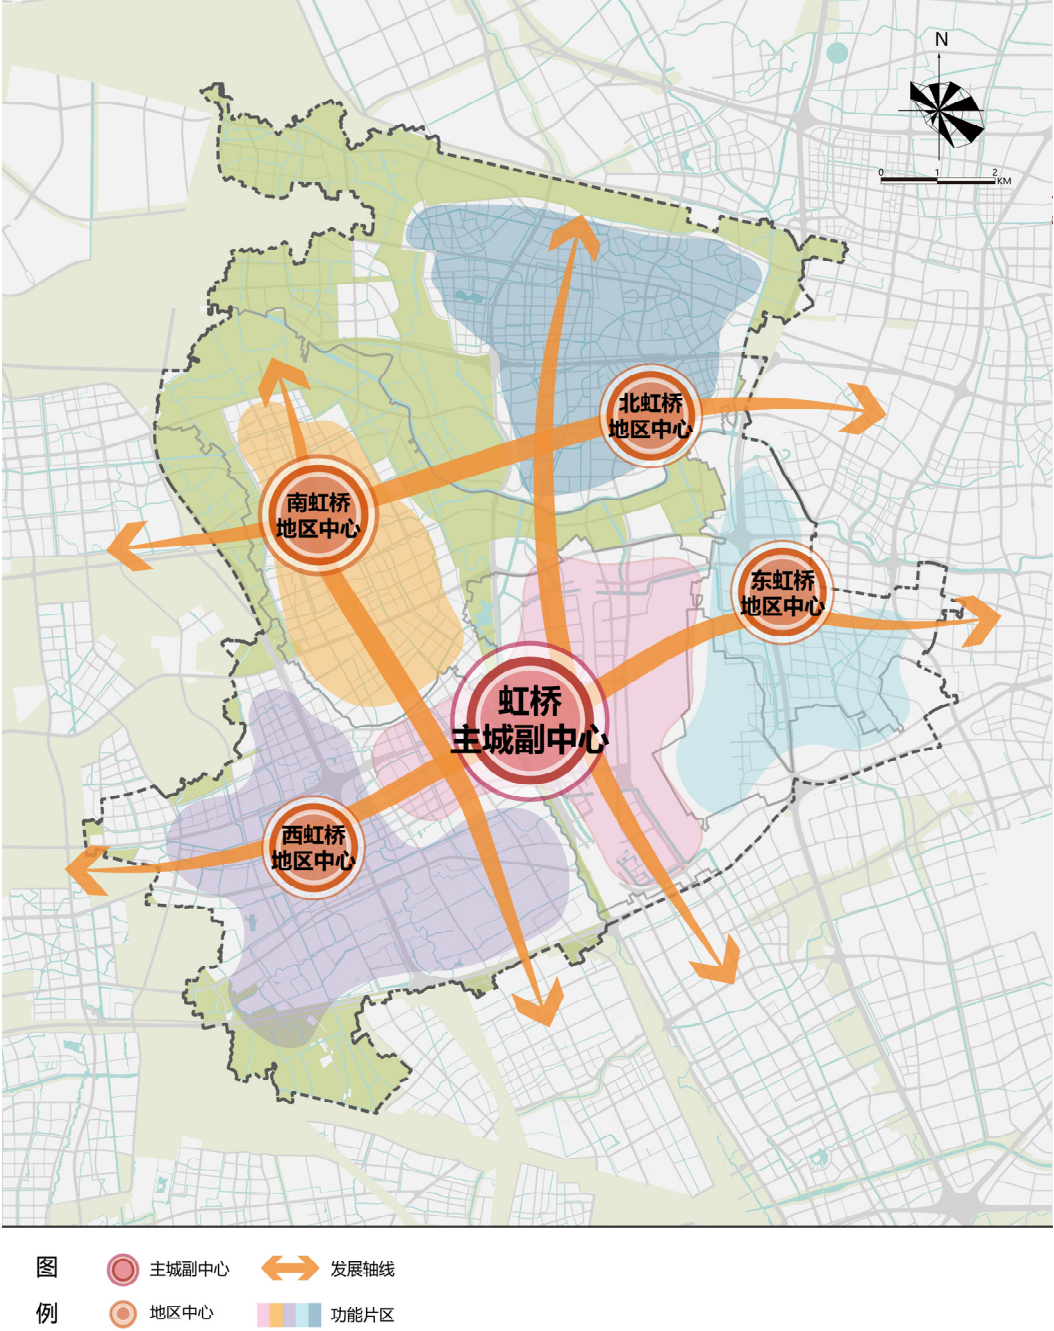 N
0 1 2
KM
北虹桥
地区中心
南虹桥
地区中心
东虹桥
地区中心
虹桥
主城副中心
西虹桥
地区中心
图
例
主城副中心
发展轴线
地区中心
功能片区